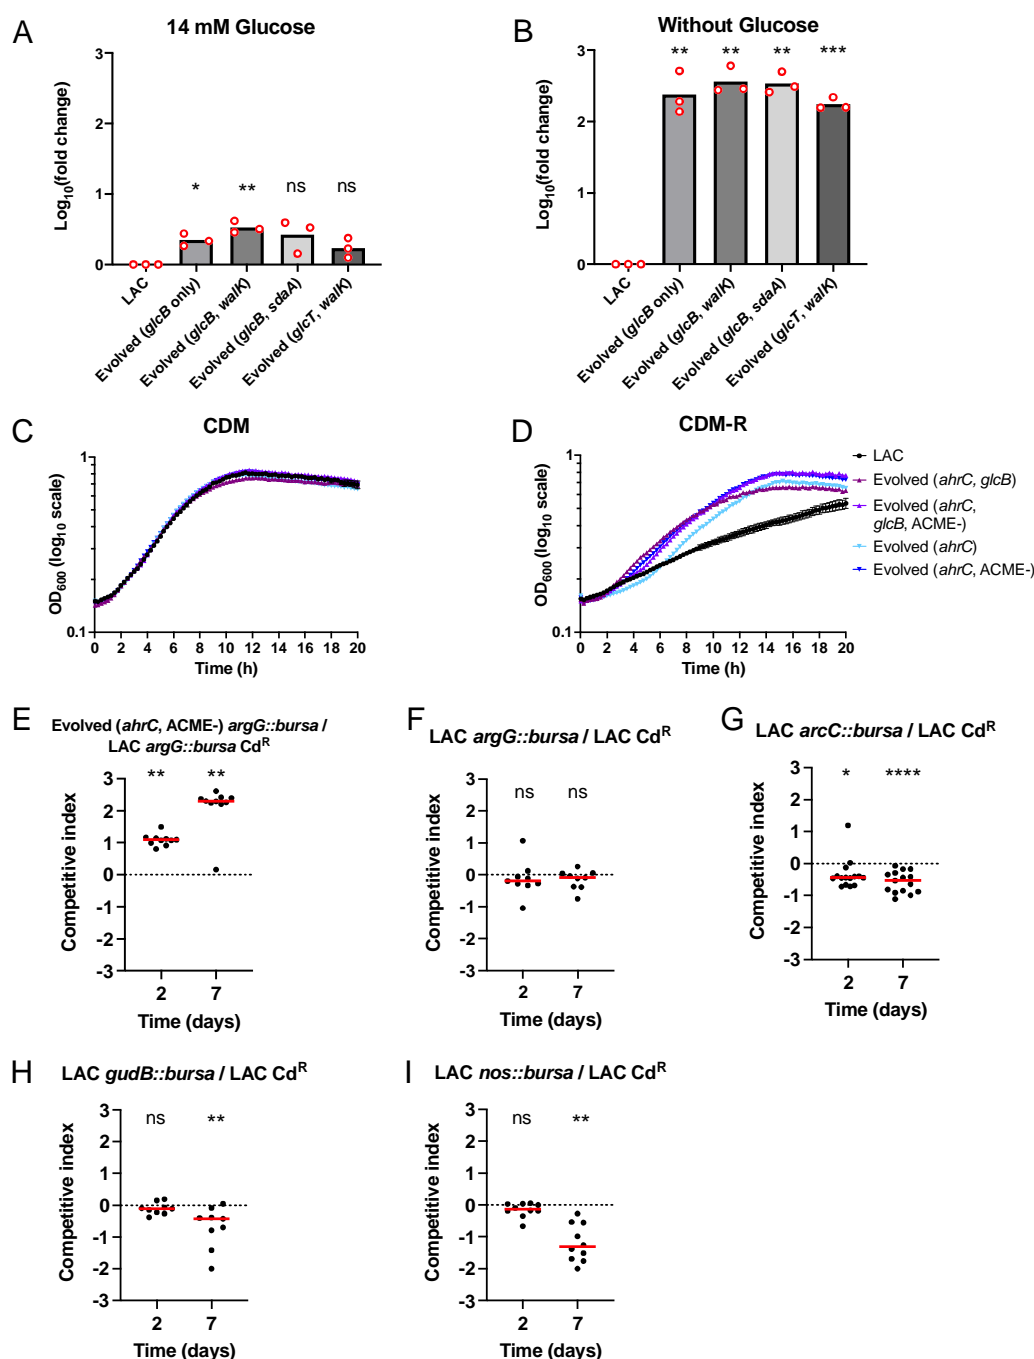 A
14 mM Glucose
Log10(fold change)
3
2
1
0
*
**
ns
ns
LAC
Evolved (glcB only)
Evolved (glcB, walK)
Evolved (glcB, sdaA)
Evolved (glcT, walK)
B
Without Glucose
Log10(fold change)
3
2
1
0
**
**
**
***
LAC
Evolved (glcB only)
Evolved (glcB, walK)
Evolved (glcB, sdaA)
Evolved (glcT, walK)
C
CDM
OD600 (log10 scale)
1
0.1
0 2 4 6 8 10 12 14 16 18 20
Time (h)
D
CDM-R
OD600 (log10 scale)
1
0.1
0 2 4 6 8 10 12 14 16 18 20
Time (h)
LAC
Evolved (ahrC, glcB)
Evolved (ahrC,
glcB, ACME-)
Evolved (ahrC)
Evolved (ahrC, ACME-)
E
Evolved (ahrC, ACME-) argG::bursa /
LAC argG::bursa CdR
Competitive index
3
2
1
0
-1
-2
-3
**
**
2 7
Time (days)
F
LAC argG::bursa / LAC CdR
Competitive index
3
2
1
0
-1
-2
-3
ns
ns
2 7
Time (days)
G
LAC arcC::bursa / LAC CdR
Competitive index
3
2
1
0
-1
-2
-3
*
****
2 7
Time (days)
H
LAC gudB::bursa / LAC CdR
Competitive index
3
2
1
0
-1
-2
-3
ns
**
2 7
Time (days)
I
LAC nos::bursa / LAC CdR
Competitive index
3
2
1
0
-1
-2
-3
ns
**
2 7
Time (days)